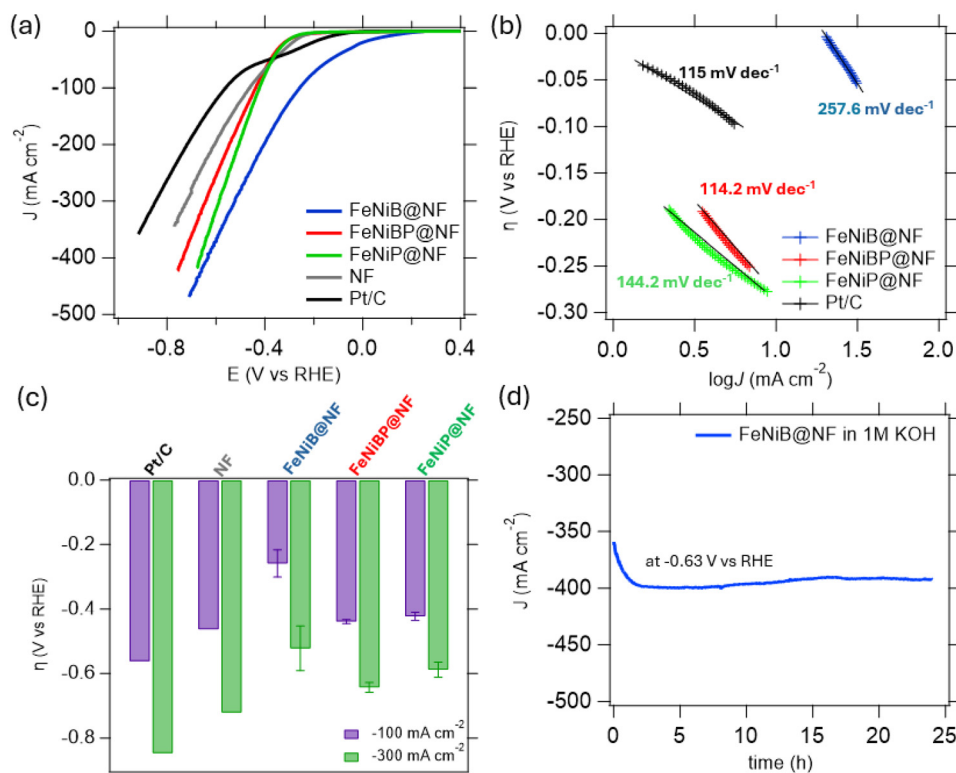 (a)
0
-100
-200
-300
-400
-500
J (mA cm-2)
-0.8
-0.4
0.0
0.4
E (V vs RHE)
FeNiB@NF
FeNiBP@NF
FeNiP@NF
NF
Pt/C
(b)
0.00
-0.05
-0.10
-0.15
-0.20
-0.25
-0.30
η (V vs RHE)
115 mV dec-1
257.6 mV dec-1
114.2 mV dec-1
144.2 mV dec-1
FeNiB@NF
FeNiBP@NF
FeNiP@NF
Pt/C
0.0
0.5
1.0
1.5
2.0
logJ (mA cm-2)
(c)
Pt/C
NF
FeNiB@NF
FeNiBP@NF
FeNiP@NF
0.0
-0.2
-0.4
-0.6
-0.8
η (V vs RHE)
-100 mA cm-2
-300 mA cm-2
(d)
-250
-300
-350
-400
-450
-500
J (mA cm-2)
FeNiB@NF in 1M KOH
at -0.63 V vs RHE
0
5
10
15
20
25
time (h)